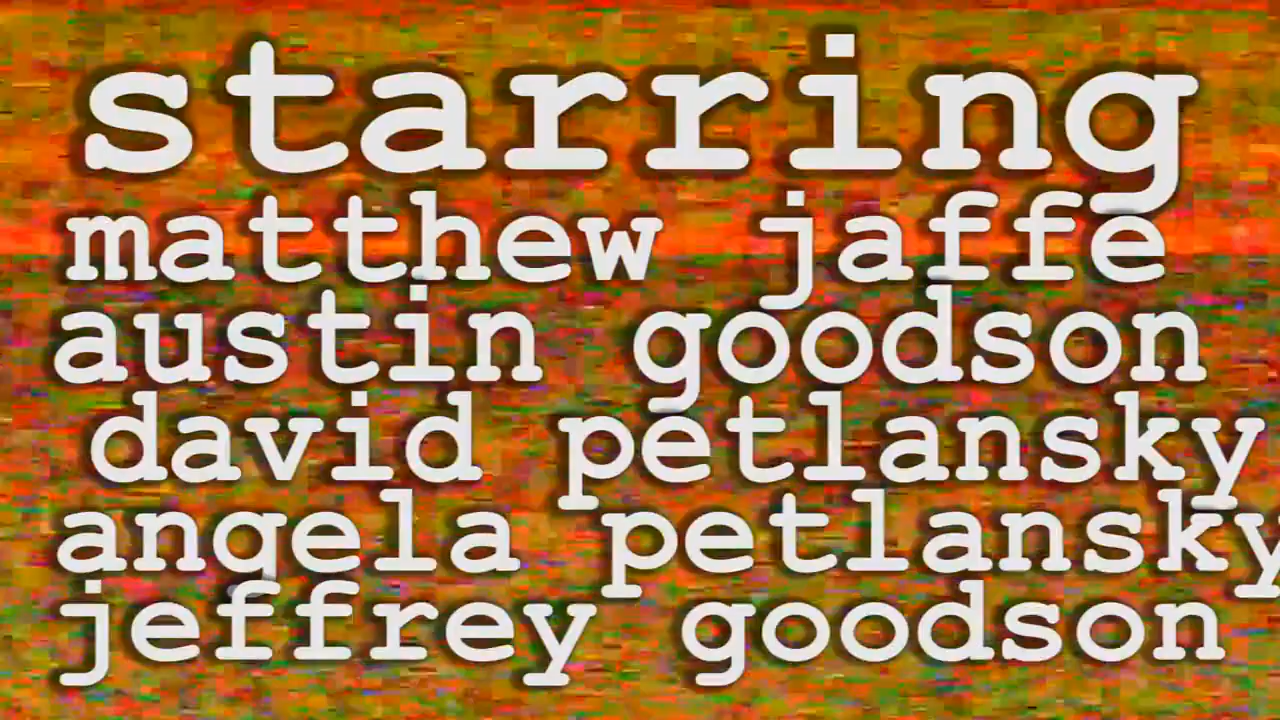 starring
matthew jaffe
austin goodson
david petlansky
angela petlansky
jeffrey goodson